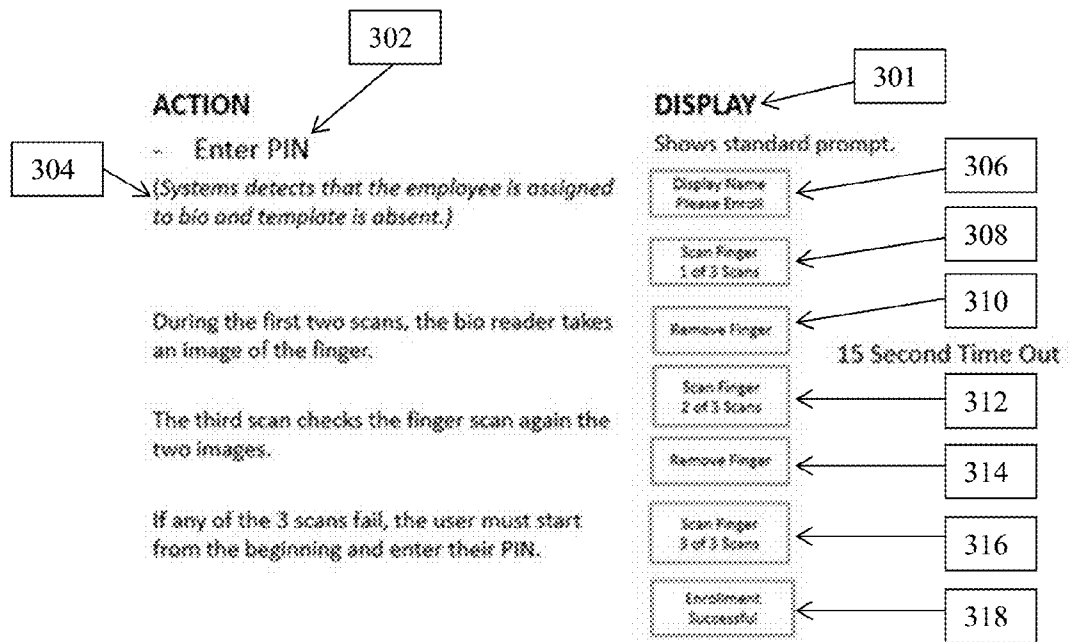 302
301
ACTION
DISPLAY
- Enter PIN
Shows standard prompt.
304
(Systems detects that the employee is assigned
to bio and template is absent.)
Display Name
Please Enroll
306
Scan Finger
1 of 3 Scans
308
During the first two scans, the bio reader takes
an image of the finger.
Remove Finger
310
15 Second Time Out
Scan Finger
2 of 3 Scans
312
The third scan checks the finger scan again the
two images.
Remove Finger
314
If any of the 3 scans fail, the user must start
from the beginning and enter their PIN.
Scan Finger
3 of 3 Scans
316
Enrollment
Successful
318